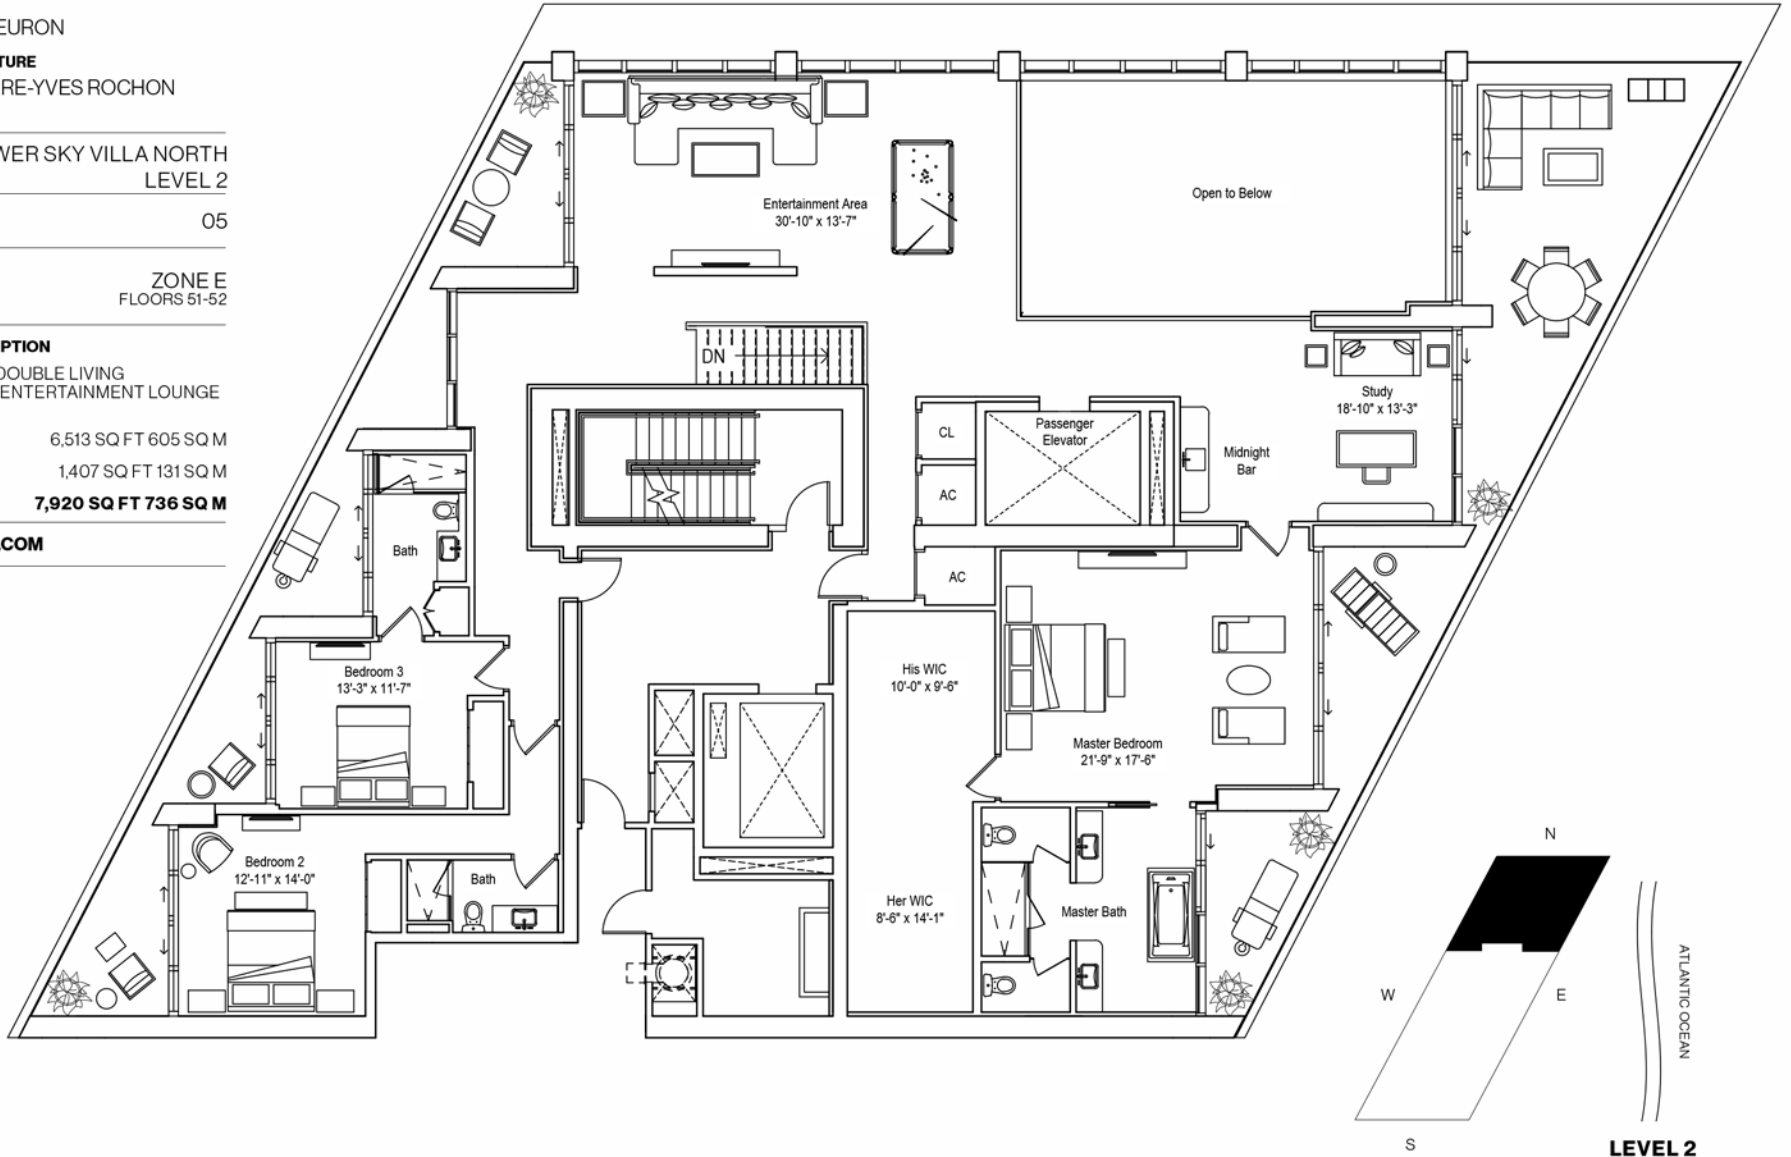 EURON
TURE
RE-YVES ROCHON
WER SKY VILLA NORTH
LEVEL 2
05
ZONE E
FLOORS 51-52
PTION
DOUBLE LIVING
ENTERTAINMENT LOUNGE
6,513 SQ FT 605 SQ M
1,407 SQ FT 131 SQ M
7,920 SQ FT 736 SQ M
.COM
Entertainment Area
30'-10" x 13'-7"
Open to Below
DN
Study
18'-10" x 13'-3"
CL
Passenger
Elevator
Midnight
Bar
AC
Bath
AC
His WIC
10'-0" x 9'-6"
Bedroom 3
13'-3" x 11'-7"
Master Bedroom
21'-9" x 17'-6"
Bedroom 2
12'-11" x 14'-0"
Bath
Her WIC
8'-6" x 14'-1"
Master Bath
N
W
E
S
ATLANTIC OCEAN
LEVEL 2